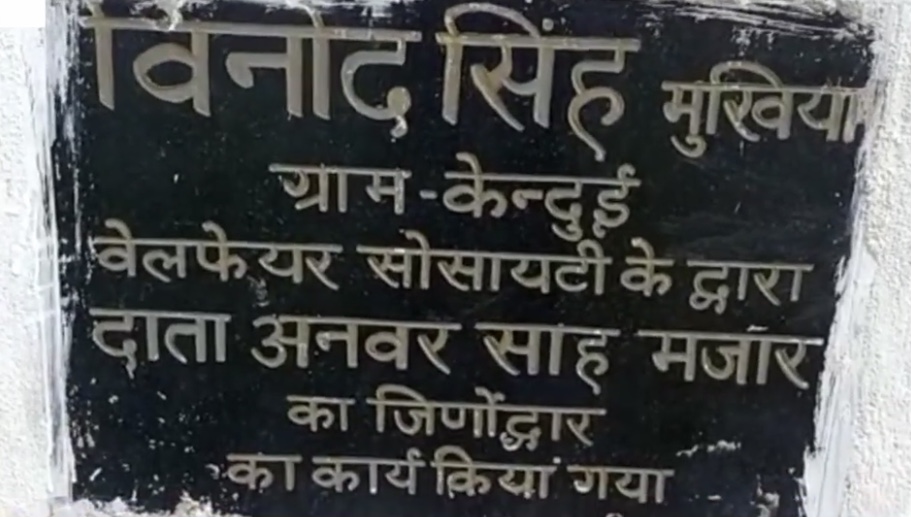 विनोद सिंह मुखिया
ग्राम-केन्दुई
वेलफेयर सोसायटी के द्वारा
दाता अनवर साह मजार
का जिणोंद्धार
का कार्य कियां गया